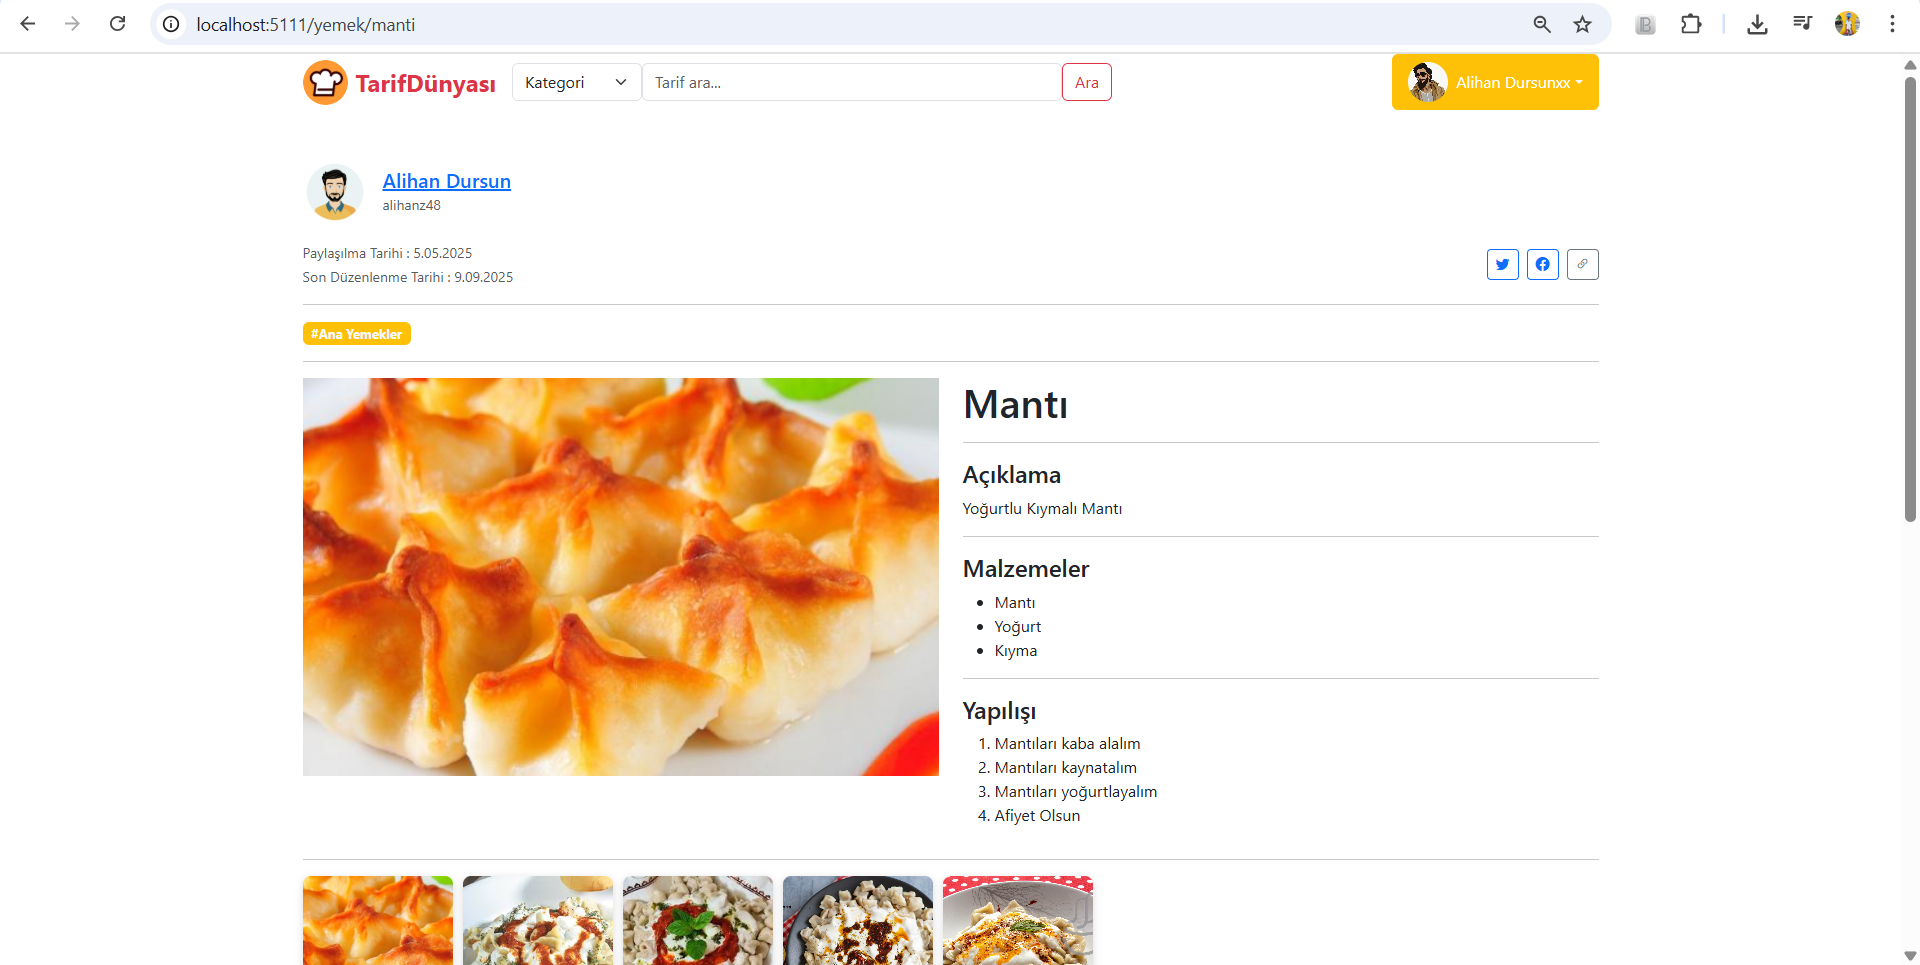 localhost:5111/yemek/manti
TarifDünyası
Kategori
Tarif ara...
Ara
Alihan Dursunxx
Alihan Dursun
alihanz48
Paylaşılma Tarihi : 5.05.2025
Son Düzenlenme Tarihi : 9.09.2025
#Ana Yemekler
Mantı
Açıklama
Yoğurtlu Kıymalı Mantı
Malzemeler
• Mantı
• Yoğurt
• Kıyma
Yapılışı
1. Mantıları kaba alalım
2. Mantıları kaynatalım
3. Mantıları yoğurtlayalım
4. Afiyet Olsun